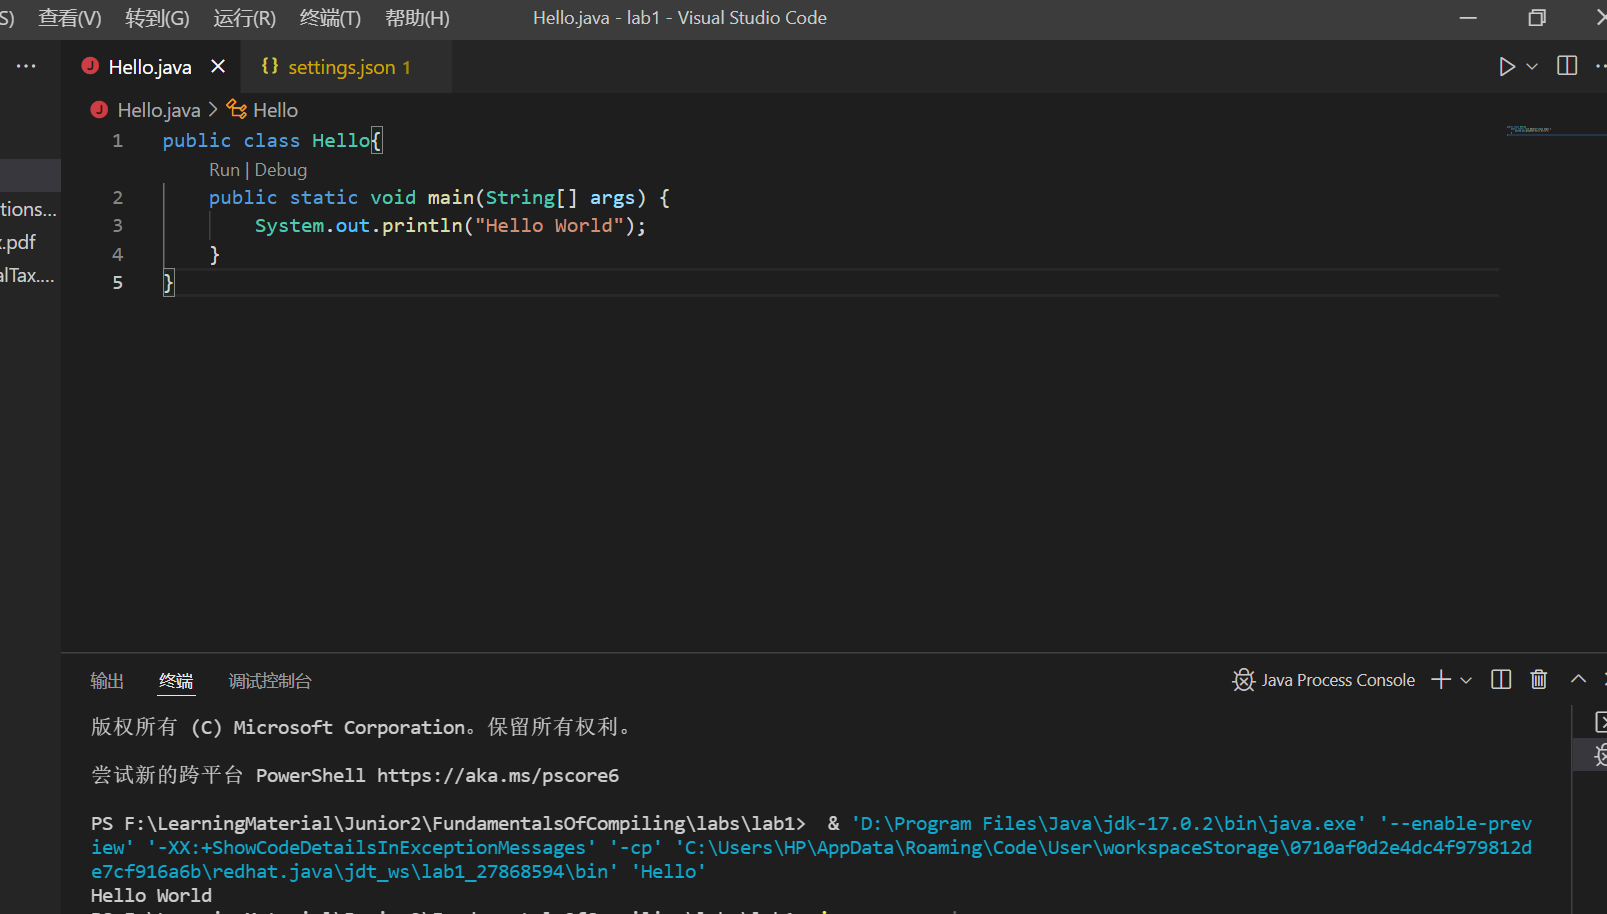 查看(V) 转到(G) 运行(R) 终端(T) 帮助(H) Hello.java - lab1 - Visual Studio Code
Hello.java settings.json 1
Hello.java > Hello
1 public class Hello{
Run | Debug
2 public static void main(String[] args) {
3 System.out.println("Hello World");
4 }
5 }
tions...
.pdf
alTax....
输出 终端 调试控制台 Java Process Console
版权所有 (C) Microsoft Corporation。保留所有权利。
尝试新的跨平台 PowerShell https://aka.ms/pscore6
PS F:\LearningMaterial\Junior2\FundamentalsOfCompiling\labs\lab1> & 'D:\Program Files\Java\jdk-17.0.2\bin\java.exe' '--enable-prev
iew' '-XX:+ShowCodeDetailsInExceptionMessages' '-cp' 'C:\Users\HP\AppData\Roaming\Code\User\workspaceStorage\0710af0d2e4dc4f979812d
e7cf916a6b\redhat.java\jdt_ws\lab1_27868594\bin' 'Hello'
Hello World